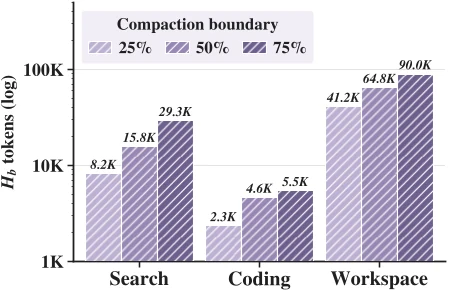 Compaction boundary
25% 50% 75%
H_b tokens (log)
100K
10K
1K
8.2K 15.8K 29.3K
2.3K 4.6K 5.5K
41.2K 64.8K 90.0K
Search Coding Workspace